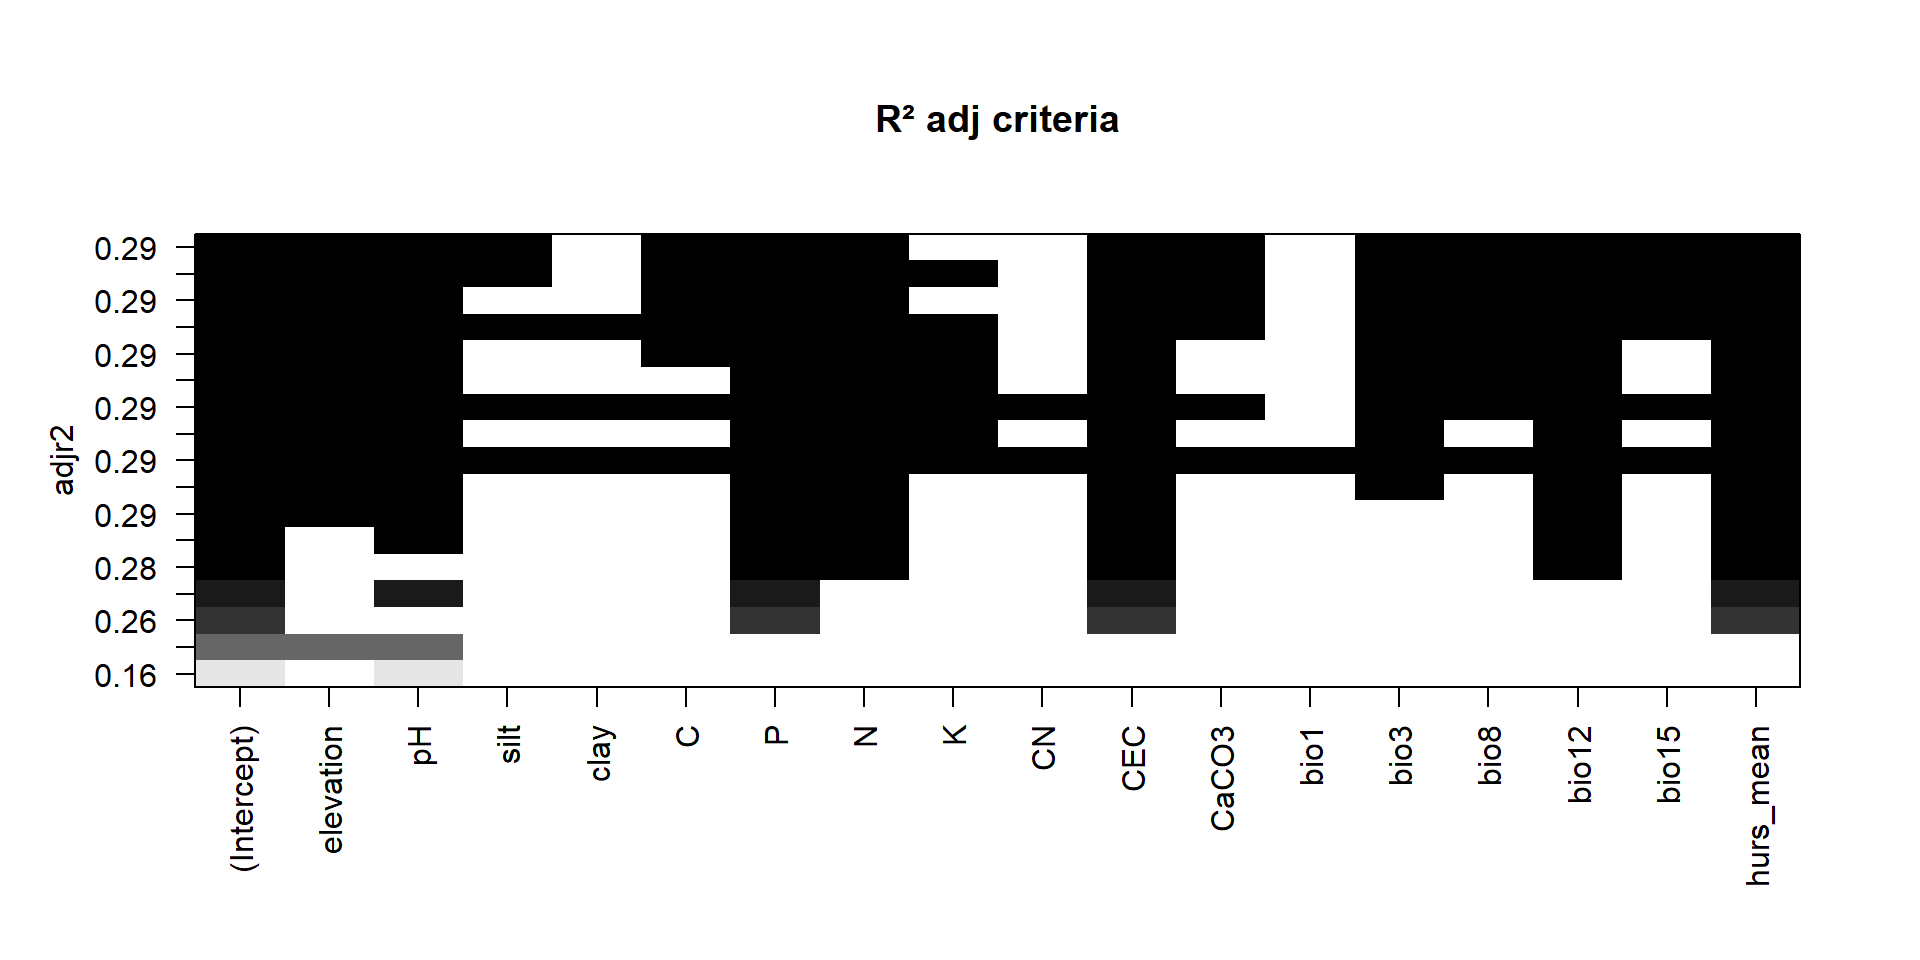 R² adj criteria
adjr2
0.29
0.29
0.29
0.29
0.29
0.29
0.28
0.26
0.16
(Intercept)
elevation
pH
silt
clay
C
P
N
K
CN
CEC
CaCO3
bio1
bio3
bio8
bio12
bio15
hurs_mean